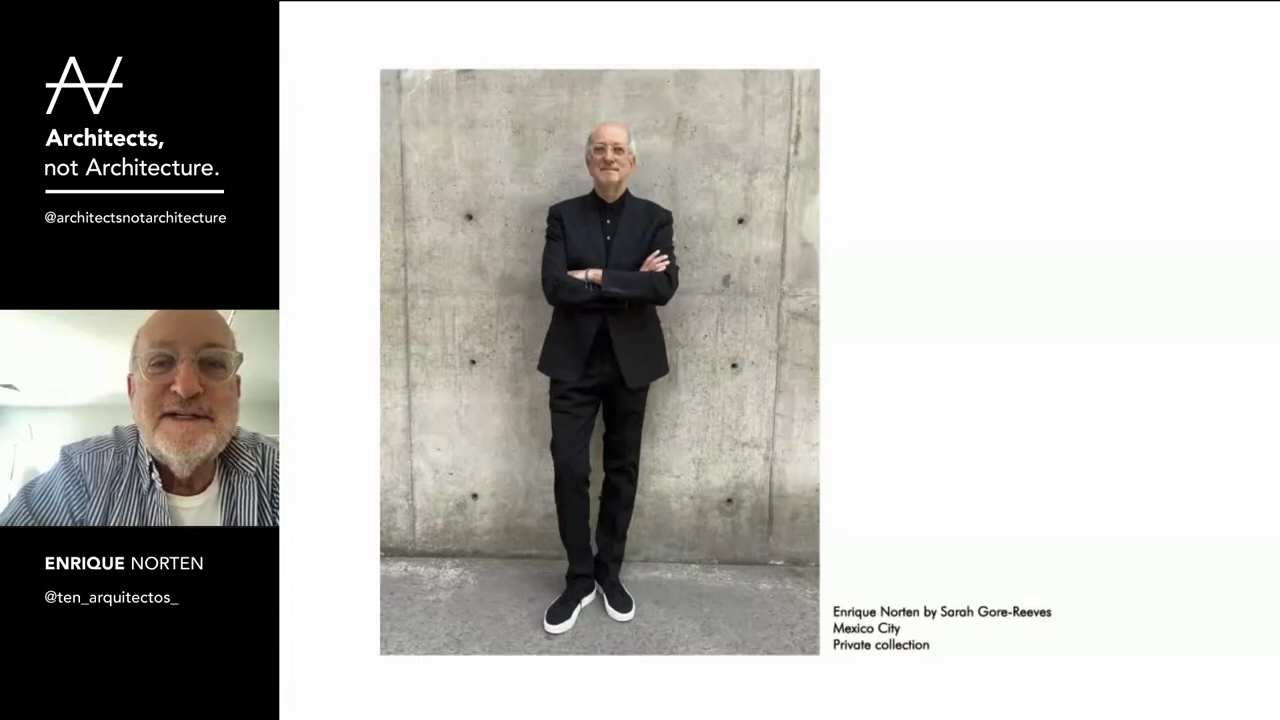 Architects,
not Architecture.
@architectsnotarchitecture
ENRIQUE NORTEN
@ten_arquitectos_
Enrique Norten by Sarah Gore-Reeves
Mexico City
Private collection